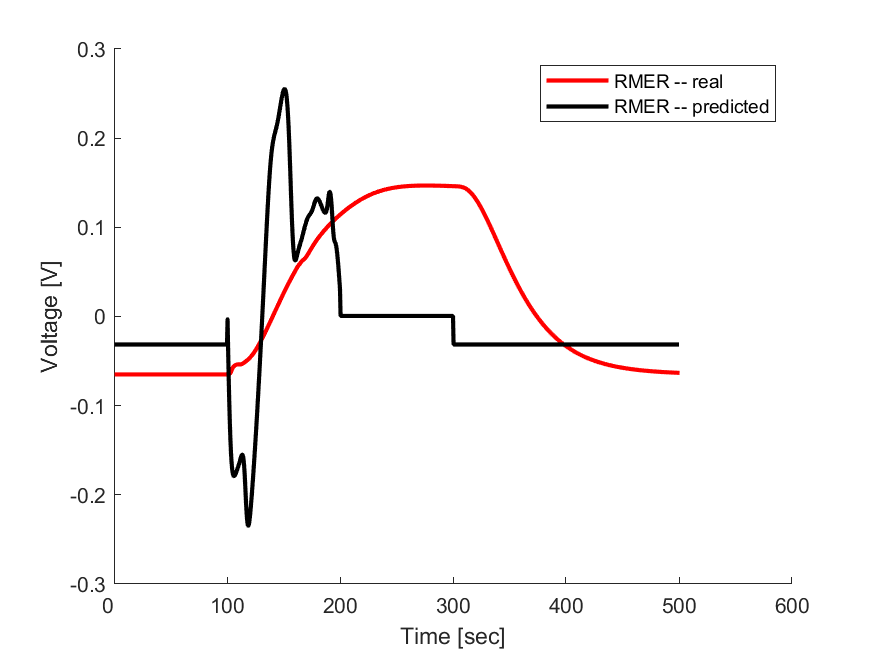 RMER -- real
RMER -- predicted
0.3
0.2
0.1
0
-0.1
-0.2
-0.3
Voltage [V]
0 100 200 300 400 500 600
Time [sec]